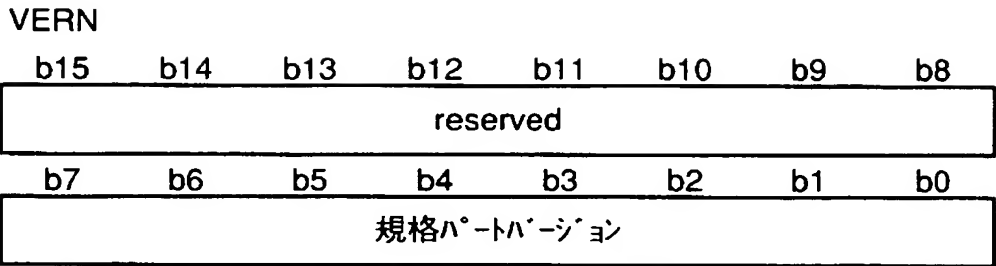 VERN
b15 b14 b13 b12 b11 b10 b9 b8
reserved
b7 b6 b5 b4 b3 b2 b1 b0
規格ﾊﾟｰﾄﾊﾞｰｼﾞｮﾝ